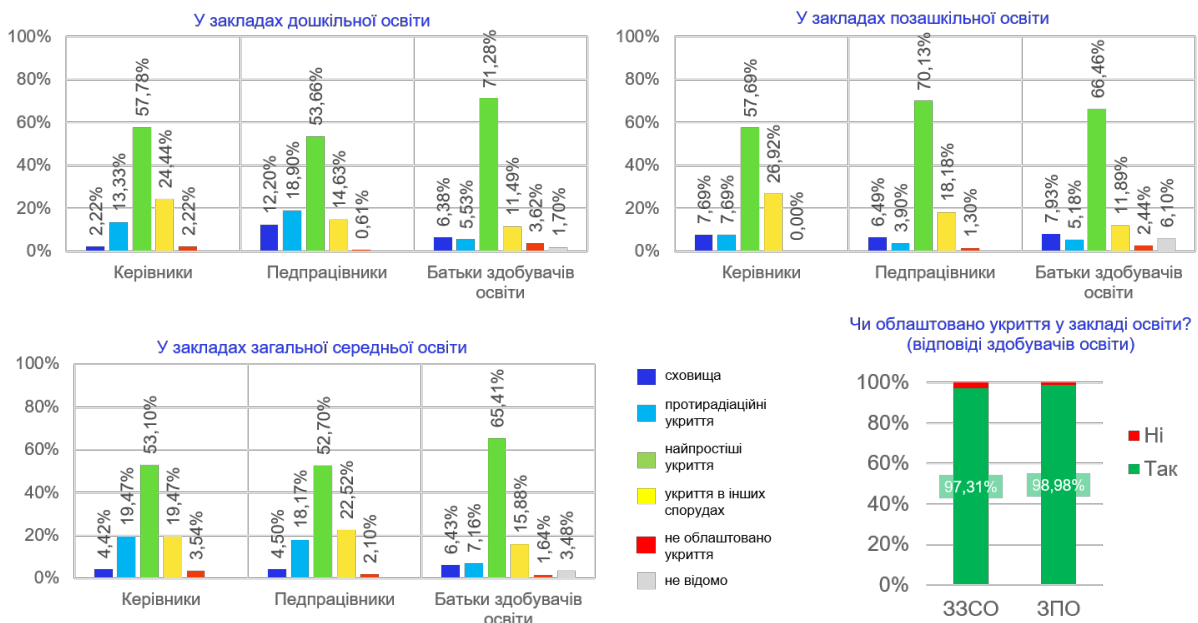 У закладах дошкільної освіти
100%
80%
60%
40%
20%
0%
2,22%
13,33%
57,78%
24,44%
2,22%
12,20%
18,90%
53,66%
14,63%
0,61%
6,38%
5,53%
71,28%
11,49%
3,62%
1,70%
Керівники
Педпрацівники
Батьки здобувачів
освіти
У закладах позашкільної освіти
100%
80%
60%
40%
20%
0%
7,69%
7,69%
57,69%
26,92%
0,00%
6,49%
3,90%
70,13%
18,18%
1,30%
7,93%
5,18%
66,46%
11,89%
2,44%
6,10%
Керівники
Педпрацівники
Батьки здобувачів
освіти
У закладах загальної середньої освіти
100%
80%
60%
40%
20%
0%
4,42%
19,47%
53,10%
19,47%
3,54%
4,50%
18,17%
52,70%
22,52%
2,10%
6,43%
7,16%
65,41%
15,88%
1,64%
3,48%
Керівники
Педпрацівники
Батьки здобувачів
освіти
сховища
протирадіаційні
укриття
найпростіші
укриття
укриття в інших
спорудах
не облаштовано
укриття
не відомо
Чи облаштовано укриття у закладі освіти?
(відповіді здобувачів освіти)
100%
80%
60%
40%
20%
0%
97,31%
98,98%
ЗЗСО
ЗПО
Ні
Так